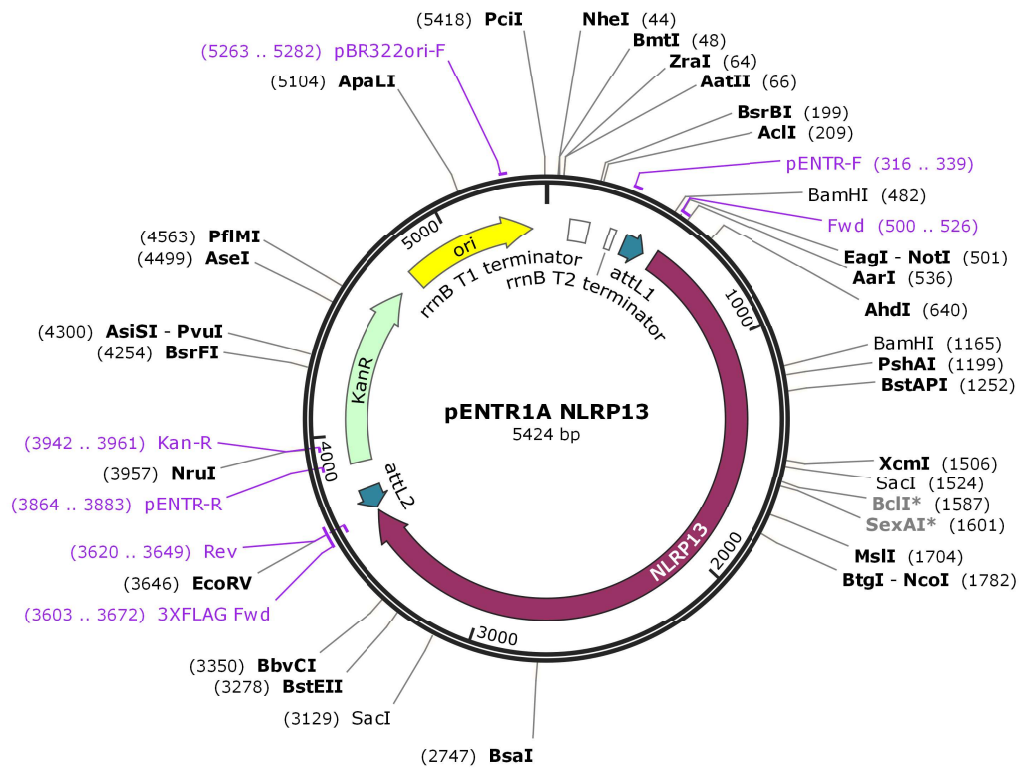 (5418) PciI
NheI (44)
BmtI (48)
ZraI (64)
AatII (66)
(5263 .. 5282) pBR322ori-F
(5104) ApaLI
BsrBI (199)
AclI (209)
pENTR-F (316 .. 339)
BamHI (482)
Fwd (500 .. 526)
EagI - NotI (501)
AarI (536)
AhdI (640)
BamHI (1165)
PshAI (1199)
BstAPI (1252)
XcmI (1506)
SacI (1524)
BclI* (1587)
SexAI* (1601)
MslI (1704)
BtgI - NcoI (1782)
(4563) PflMI
(4499) AseI
(4300) AsiSI - PvuI
(4254) BsrFI
(3942 .. 3961) Kan-R
(3957) NruI
(3864 .. 3883) pENTR-R
(3620 .. 3649) Rev
(3646) EcoRV
(3603 .. 3672) 3XFLAG Fwd
(3350) BbvCI
(3278) BstEII
(3129) SacI
(2747) BsaI
5000
ori
rrnB T1 terminator
rrnB T2 terminator
attL1
1000
KanR
pENTR1A NLRP13
5424 bp
4000
attL2
NLRP13
2000
3000